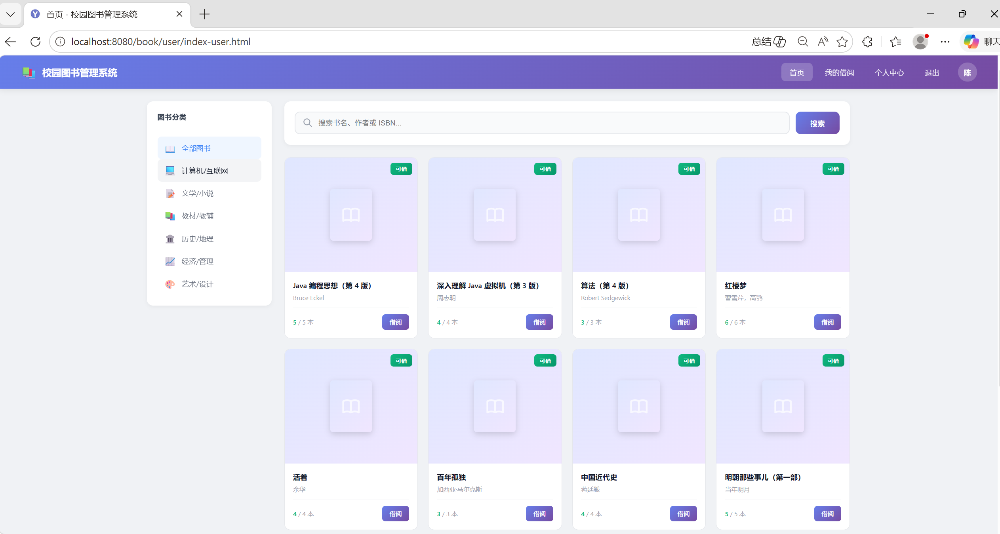 首页 - 校园图书管理系统
localhost:8080/book/user/index-user.html
总结
聊天
校园图书管理系统
首页
我的借阅
个人中心
退出
陈
图书分类
全部图书
计算机/互联网
文学/小说
教材/教辅
历史/地理
经济/管理
艺术/设计
搜索书名、作者或 ISBN...
搜索
可借
可借
可借
可借
Java 编程思想（第 4 版）
Bruce Eckel
5 / 5 本
借阅
深入理解 Java 虚拟机（第 3 版）
周志明
4 / 4 本
借阅
算法（第 4 版）
Robert Sedgewick
3 / 3 本
借阅
红楼梦
曹雪芹，高鹗
6 / 6 本
借阅
可借
可借
可借
可借
活着
余华
4 / 4 本
借阅
百年孤独
加西亚·马尔克斯
3 / 3 本
借阅
中国近代史
蒋廷黻
4 / 4 本
借阅
明朝那些事儿（第一部）
当年明月
5 / 5 本
借阅